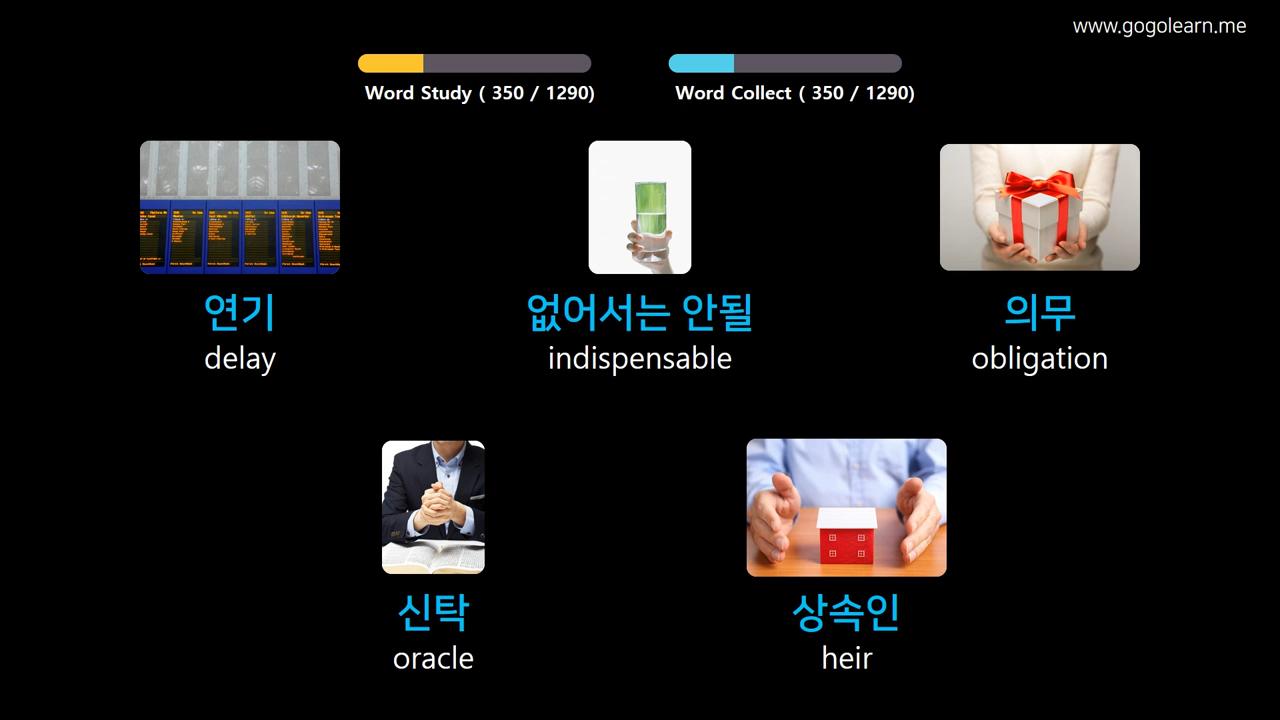 www.gogolearn.me
Word Study ( 350 / 1290)
Word Collect ( 350 / 1290)
연기
delay
없어서는 안될
indispensable
의무
obligation
신탁
oracle
상속인
heir